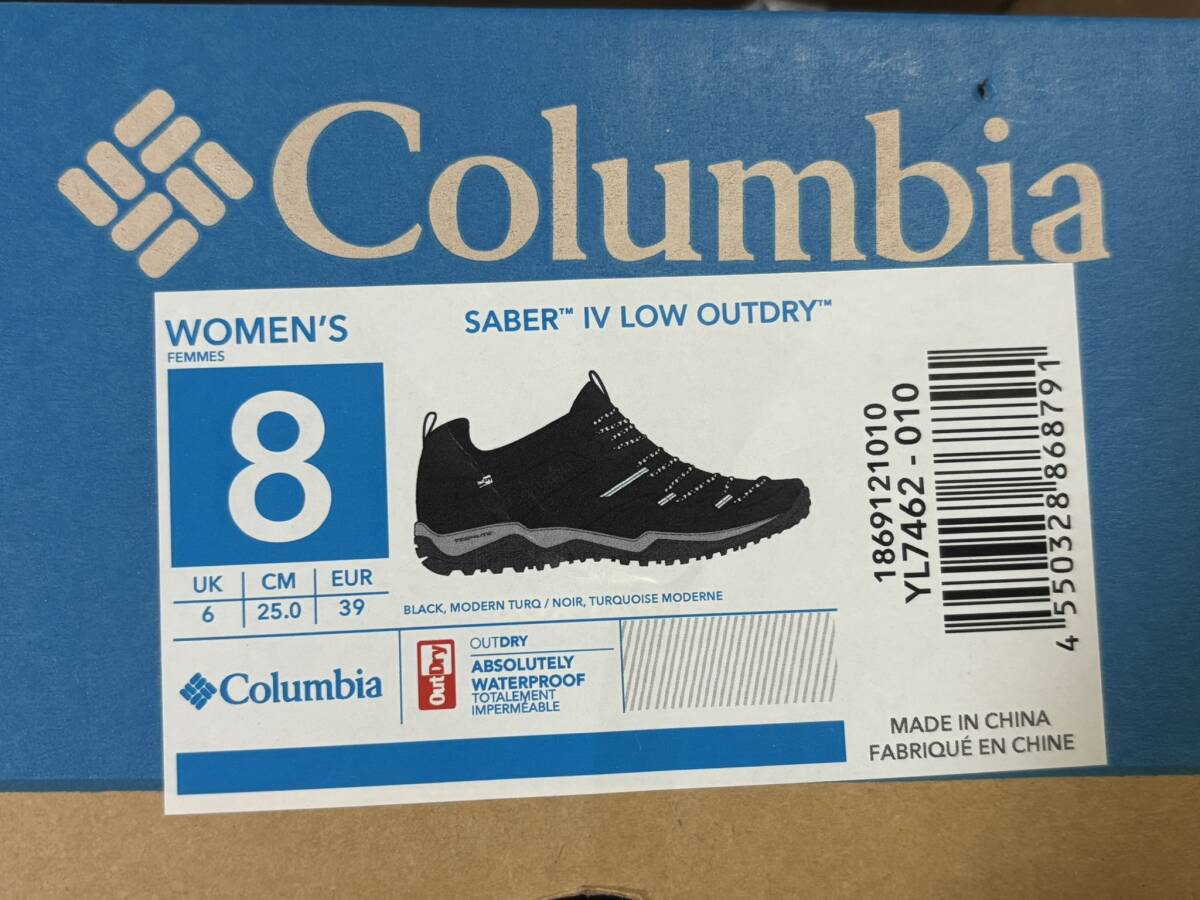 Columbia
WOMEN'S
FEMMES
SABER™ IV LOW OUTDRY™
8
UK CM EUR
6 25.0 39
BLACK, MODERN TURQ / NOIR, TURQUOISE MODERNE
Columbia
OutDry
OUTDRY
ABSOLUTELY
WATERPROOF
TOTALEMENT
IMPERMÉABLE
1869121010
YL7462-010
4 550328 868791
MADE IN CHINA
FABRIQUÉ EN CHINE